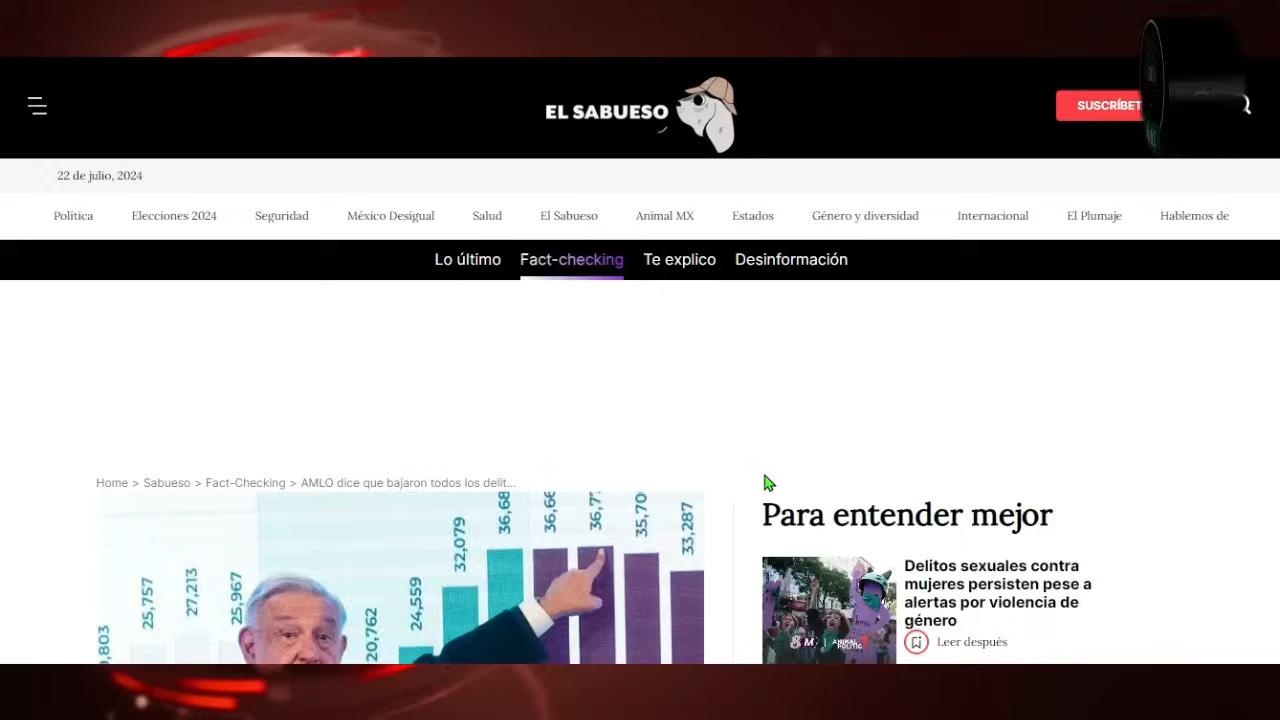 EL SABUESO
22 de julio, 2024
Política Elecciones 2024 Seguridad México Desigual Salud El Sabueso Animal MX Estados Género y diversidad Internacional El Plumaje Hablemos de
Lo último Fact-checking Te explico Desinformación
Home > Sabueso > Fact-Checking > AMLO dice que bajaron todos los delit...
25,757
27,213
25,967
20,762
24,559
32,079
33,287
Para entender mejor
Delitos sexuales contra
mujeres persisten pese a
alertas por violencia de
género
Leer después
8M